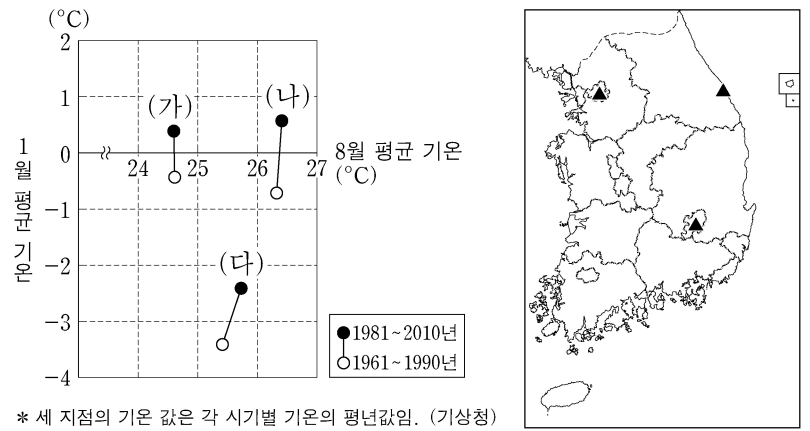 (℃)
2
1
0
−1
−2
−3
−4
1월 평균 기온
24
25
26
27
8월 평균 기온
(℃)
(가)
(나)
(다)
1981~2010년
1961~1990년
* 세 지점의 기온 값은 각 시기별 기온의 평년값임. (기상청)